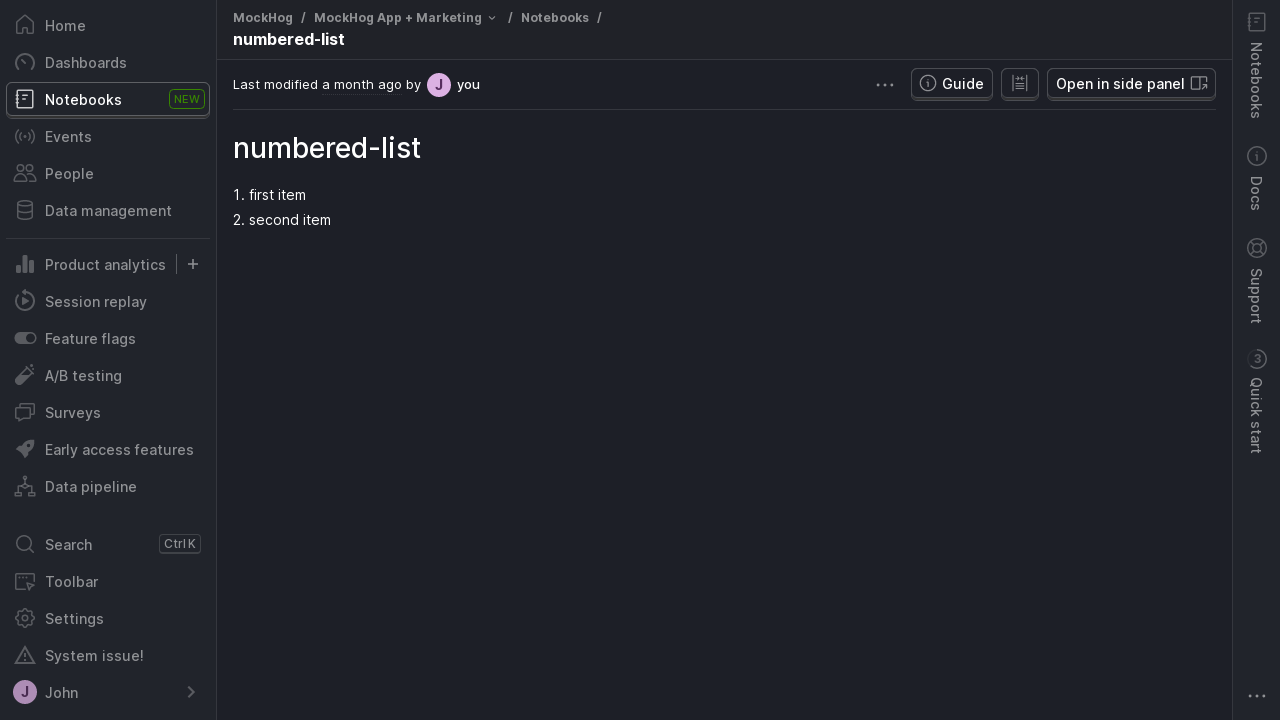 Home
Dashboards
Notebooks NEW
Events
People
Data management
Product analytics
Session replay
Feature flags
A/B testing
Surveys
Early access features
Data pipeline
Search Ctrl K
Toolbar
Settings
System issue!
J John
MockHog / MockHog App + Marketing / Notebooks /
numbered-list
Last modified a month ago by J you
Guide
Open in side panel
numbered-list
1. first item
2. second item
Notebooks
Docs
Support
3
Quick start